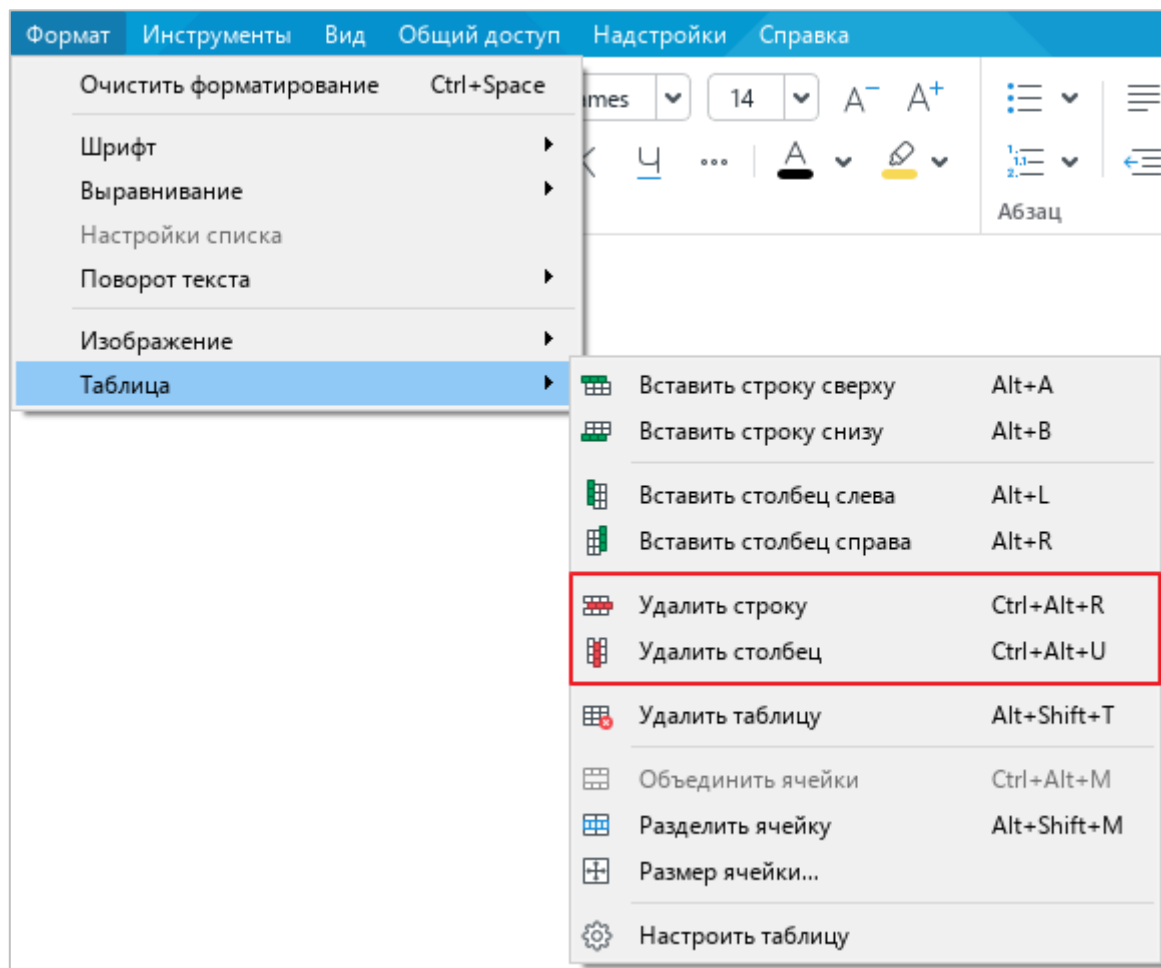 Формат Инструменты Вид Общий доступ Надстройки Справка
Очистить форматирование Ctrl+Space
14 A A
Шрифт
Ч A
Выравнивание
Абзац
Настройки списка
Поворот текста
Изображение
Таблица
Вставить строку сверху Alt+A
Вставить строку снизу Alt+B
Вставить столбец слева Alt+L
Вставить столбец справа Alt+R
Удалить строку Ctrl+Alt+R
Удалить столбец Ctrl+Alt+U
Удалить таблицу Alt+Shift+T
Объединить ячейки Ctrl+Alt+M
Разделить ячейку Alt+Shift+M
Размер ячейки...
Настроить таблицу